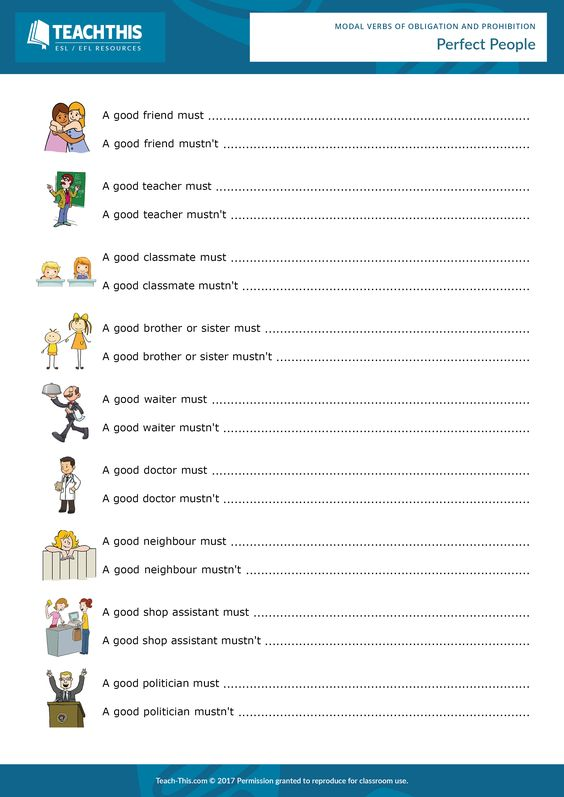 TEACHTHIS
ESL / EFL RESOURCES
MODAL VERBS OF OBLIGATION AND PROHIBITION
Perfect People
A good friend must ................................................................................
A good friend mustn't ............................................................................
A good teacher must ..............................................................................
A good teacher mustn't ..........................................................................
A good classmate must ..........................................................................
A good classmate mustn't .......................................................................
A good brother or sister must .................................................................
A good brother or sister mustn't ..............................................................
A good waiter must ...............................................................................
A good waiter mustn't ............................................................................
A good doctor must ...............................................................................
A good doctor mustn't ............................................................................
A good neighbour must ..........................................................................
A good neighbour mustn't .......................................................................
A good shop assistant must ....................................................................
A good shop assistant mustn't .................................................................
A good politician must ............................................................................
A good politician mustn't ........................................................................
Teach-This.com © 2017 Permission granted to reproduce for classroom use.